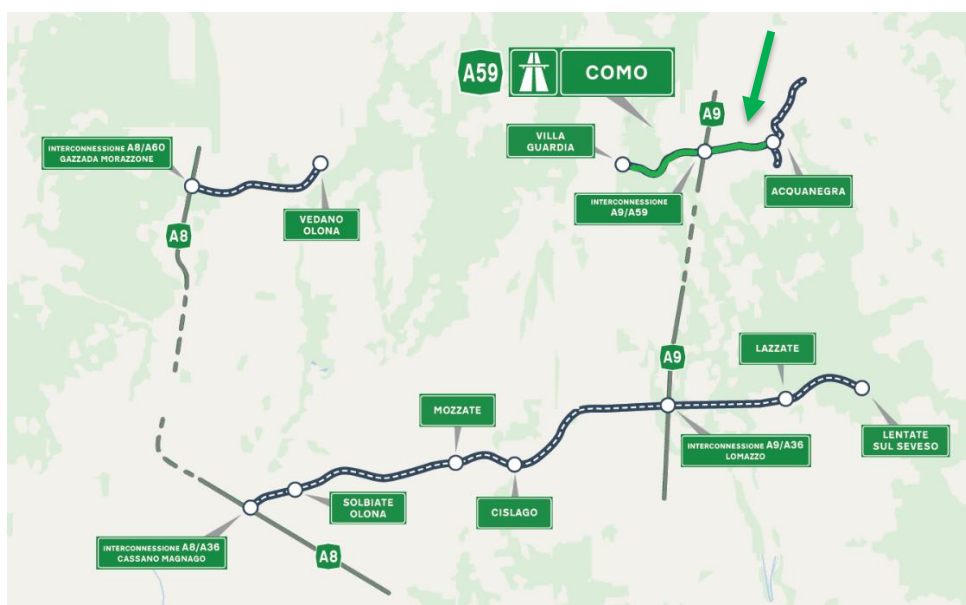 A59
COMO
A9
VILLA
GUARDIA
INTERCONNESSIONE A8/A60
GAZZADA MORAZZONE
ACQUANEGRA
INTERCONNESSIONE
A9/A59
VEDANO
OLONA
A8
LAZZATE
A9
MOZZATE
LENTATE
SUL SEVESO
INTERCONNESSIONE A9/A36
LOMAZZO
SOLBIATE
OLONA
CISLAGO
INTERCONNESSIONE A8/A36
CASSANO MAGNAGO
A8